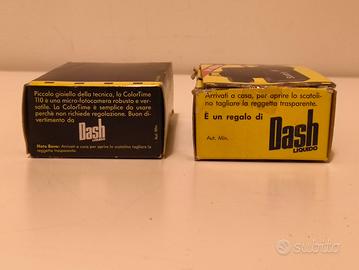 Piccolo gioiello della tecnica, la ColorTime
110 è una micro-fotocamera robusta e ver-
satile. La ColorTime è semplice da usare
perché non richiede regolazione. Buon di-
vertimento da
Dash
Aut. Min.
Nota Bene: Arrivati a casa, per aprire lo scatolino tagliare la
reggetta trasparente.
Arrivati a casa, per aprire lo scatoli-
no tagliare la reggetta trasparente.
È un regalo di
Aut. Min.
Dash
LIQUIDO
subito